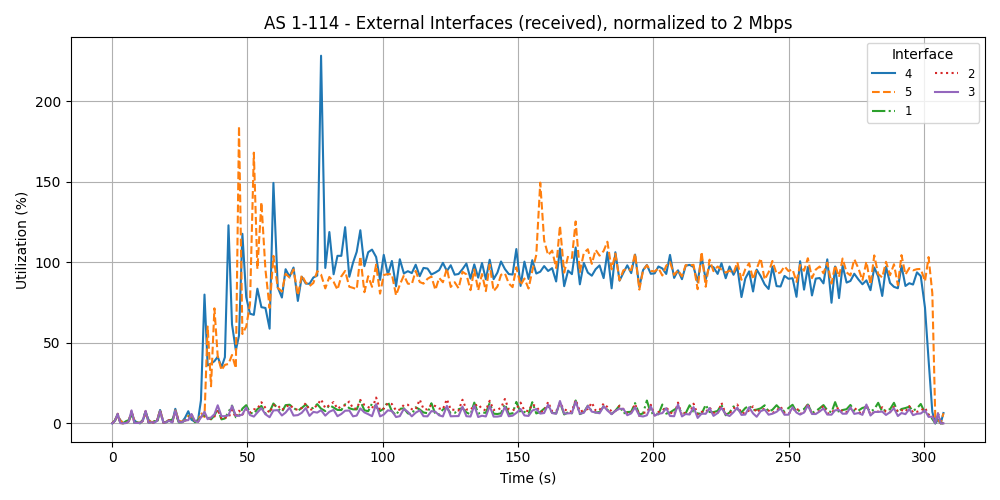 AS 1-114 - External Interfaces (received), normalized to 2 Mbps
Interface
4 2
5 3
1
Utilization (%)
200
150
100
50
0
0 50 100 150 200 250 300
Time (s)